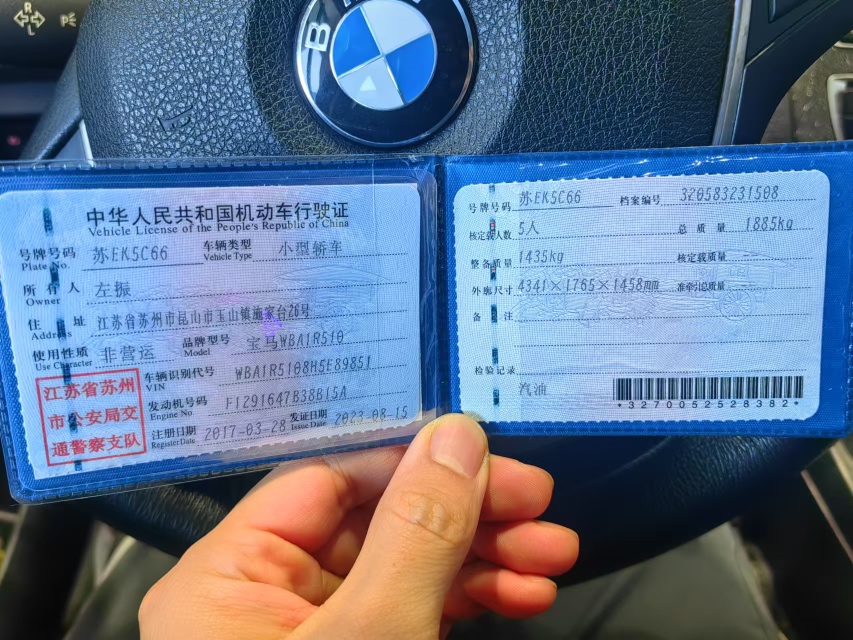 B M
中华人民共和国机动车行驶证
Vehicle License of the People's Republic of China
号牌号码 苏EK5C66 车辆类型 小型轿车
Plate No. Vehicle Type
所有人 左振
Owner
住址 江苏省苏州市昆山市玉山镇施家台26号
Address
使用性质 非营运 品牌型号 宝马WBA1R510
Use Character Model
江苏省苏州
市公安局交
通警察支队
车辆识别代号 WBA1R5108H5E89851
VIN
发动机号码 F1291647B38B15A
Engine No.
注册日期 2017-03-28 发证日期 2023-08-15
Register Date Issue Date
号牌号码 苏EK5C66 档案编号 320583231508
核定载人数 5人 总质量 1885kg
整备质量 1435kg 核定载质量
外廓尺寸 4341×1765×1458 准牵引总质量
备注
检验记录
汽油
*3270052528382*